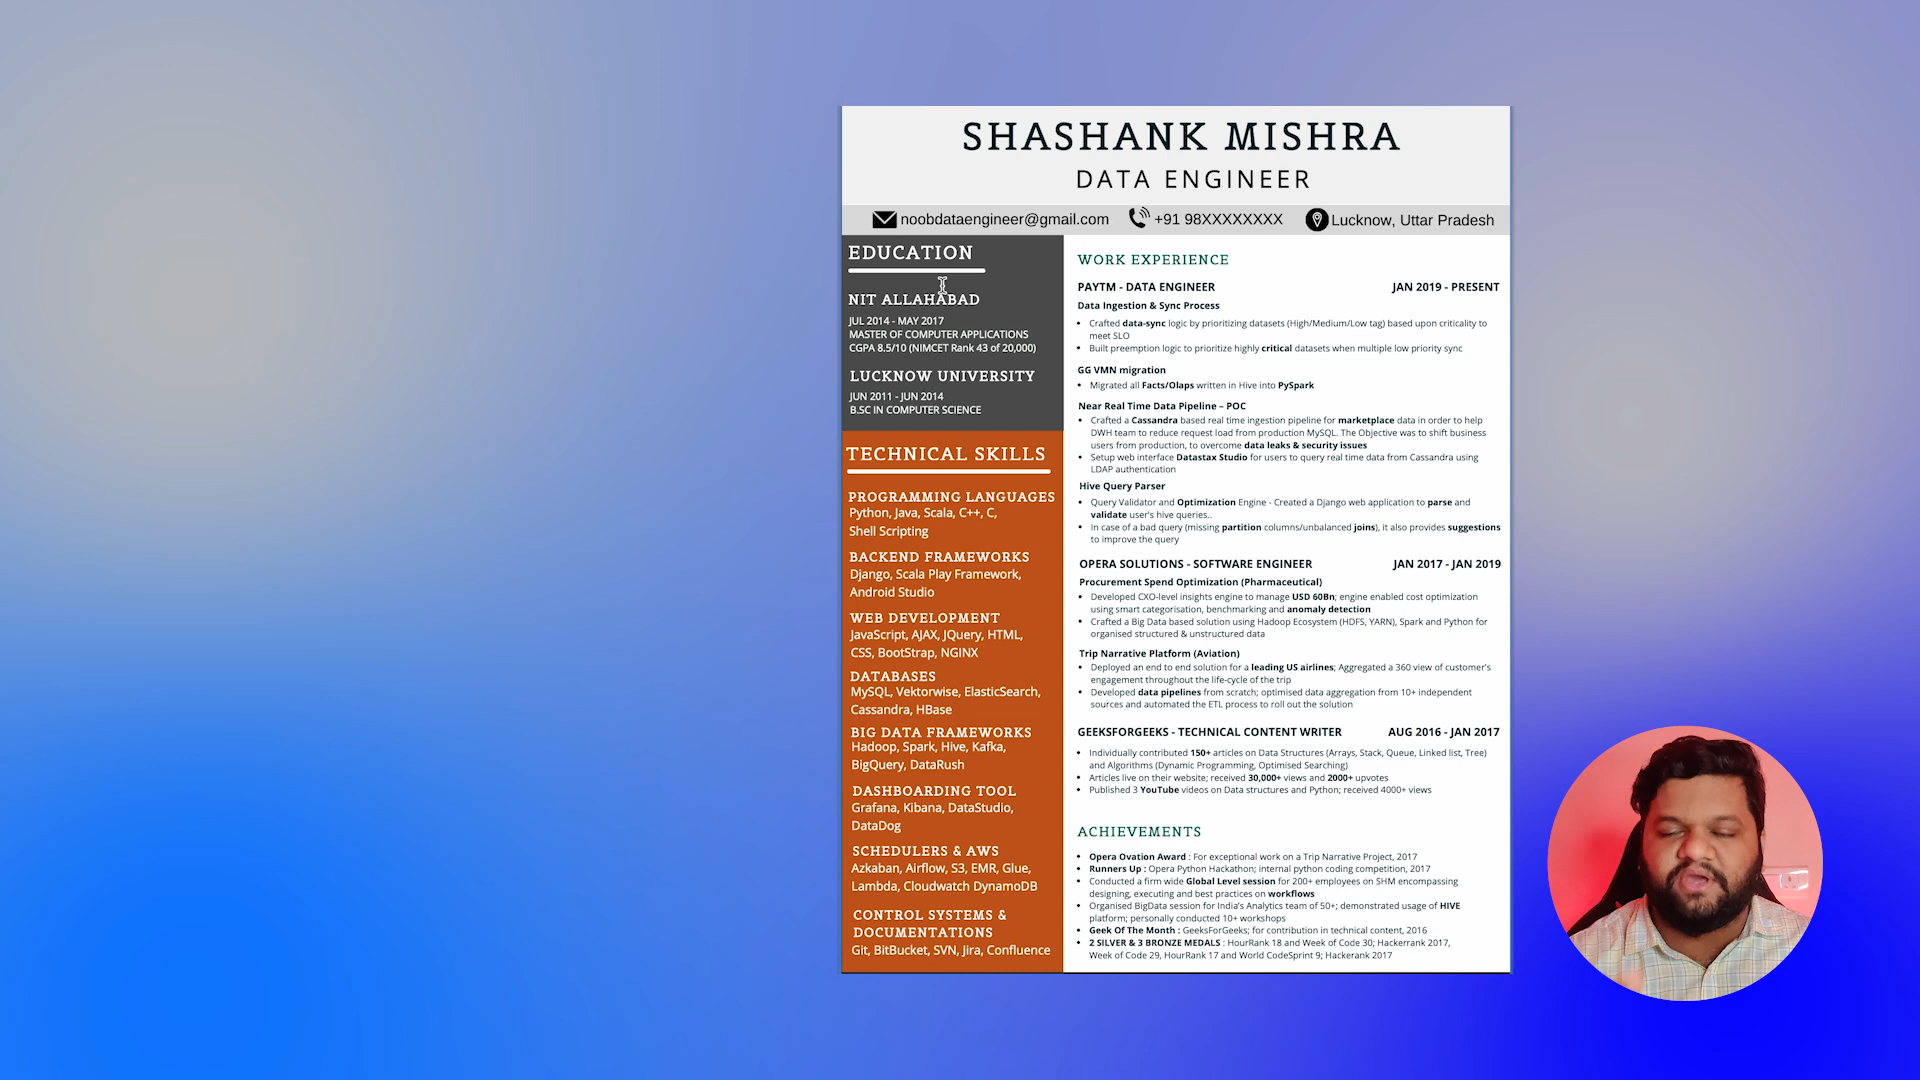 SHASHANK MISHRA
DATA ENGINEER
noobdataengineer@gmail.com +91 98XXXXXXXX Lucknow, Uttar Pradesh
EDUCATION
NIT ALLAHABAD
JUL 2014 - MAY 2017
MASTER OF COMPUTER APPLICATIONS
CGPA 8.5/10 (NIMCET Rank 43 of 20,000)
LUCKNOW UNIVERSITY
JUN 2011 - JUN 2014
B.SC IN COMPUTER SCIENCE
TECHNICAL SKILLS
PROGRAMMING LANGUAGES
Python, Java, Scala, C++, C,
Shell Scripting
BACKEND FRAMEWORKS
Django, Scala Play Framework,
Android Studio
WEB DEVELOPMENT
JavaScript, AJAX, JQuery, HTML,
CSS, BootStrap, NGINX
DATABASES
MySQL, Vektorwise, ElasticSearch,
Cassandra, HBase
BIG DATA FRAMEWORKS
Hadoop, Spark, Hive, Kafka,
BigQuery, DataRush
DASHBOARDING TOOL
Grafana, Kibana, DataStudio,
DataDog
SCHEDULERS & AWS
Azkaban, Airflow, S3, EMR, Glue,
Lambda, Cloudwatch DynamoDB
CONTROL SYSTEMS &
DOCUMENTATIONS
Git, BitBucket, SVN, Jira, Confluence
WORK EXPERIENCE
PAYTM - DATA ENGINEER JAN 2019 - PRESENT
Data Ingestion & Sync Process
• Crafted data-sync logic by prioritizing datasets (High/Medium/Low tag) based upon criticality to
meet SLO
• Built preemption logic to prioritize highly critical datasets when multiple low priority sync
GG VMN migration
• Migrated all Facts/Olaps written in Hive into PySpark
Near Real Time Data Pipeline – POC
• Crafted a Cassandra based real time ingestion pipeline for marketplace data in order to help
DWH team to reduce request load from production MySQL. The Objective was to shift business
users from production, to overcome data leaks & security issues
• Setup web interface Datastax Studio for users to query real time data from Cassandra using
LDAP authentication
Hive Query Parser
• Query Validator and Optimization Engine - Created a Django web application to parse and
validate user's hive queries..
• In case of a bad query (missing partition columns/unbalanced joins), it also provides suggestions
to improve the query
OPERA SOLUTIONS - SOFTWARE ENGINEER JAN 2017 - JAN 2019
Procurement Spend Optimization (Pharmaceutical)
• Developed CXO-level insights engine to manage USD 60Bn; engine enabled cost optimization
using smart categorisation, benchmarking and anomaly detection
• Crafted a Big Data based solution using Hadoop Ecosystem (HDFS, YARN), Spark and Python for
organised structured & unstructured data
Trip Narrative Platform (Aviation)
• Deployed an end to end solution for a leading US airlines; Aggregated a 360 view of customer's
engagement throughout the life-cycle of the trip
• Developed data pipelines from scratch; optimised data aggregation from 10+ independent
sources and automated the ETL process to roll out the solution
GEEKSFORGEEKS - TECHNICAL CONTENT WRITER AUG 2016 - JAN 2017
• Individually contributed 150+ articles on Data Structures (Arrays, Stack, Queue, Linked list, Tree)
and Algorithms (Dynamic Programming, Optimised Searching)
• Articles live on their website; received 30,000+ views and 2000+ upvotes
• Published 3 YouTube videos on Data structures and Python; received 4000+ views
ACHIEVEMENTS
• Opera Ovation Award : For exceptional work on a Trip Narrative Project, 2017
• Runners Up : Opera Python Hackathon; internal python coding competition, 2017
• Conducted a firm wide Global Level session for 200+ employees on SHM encompassing
designing, executing and best practices on workflows
• Organised BigData session for India's Analytics team of 50+; demonstrated usage of HIVE
platform; personally conducted 10+ workshops
• Geek Of The Month : GeeksForGeeks; for contribution in technical content, 2016
• 2 SILVER & 3 BRONZE MEDALS : HourRank 18 and Week of Code 30; Hackerrank 2017,
Week of Code 29, HourRank 17 and World CodeSprint 9; Hackerank 2017